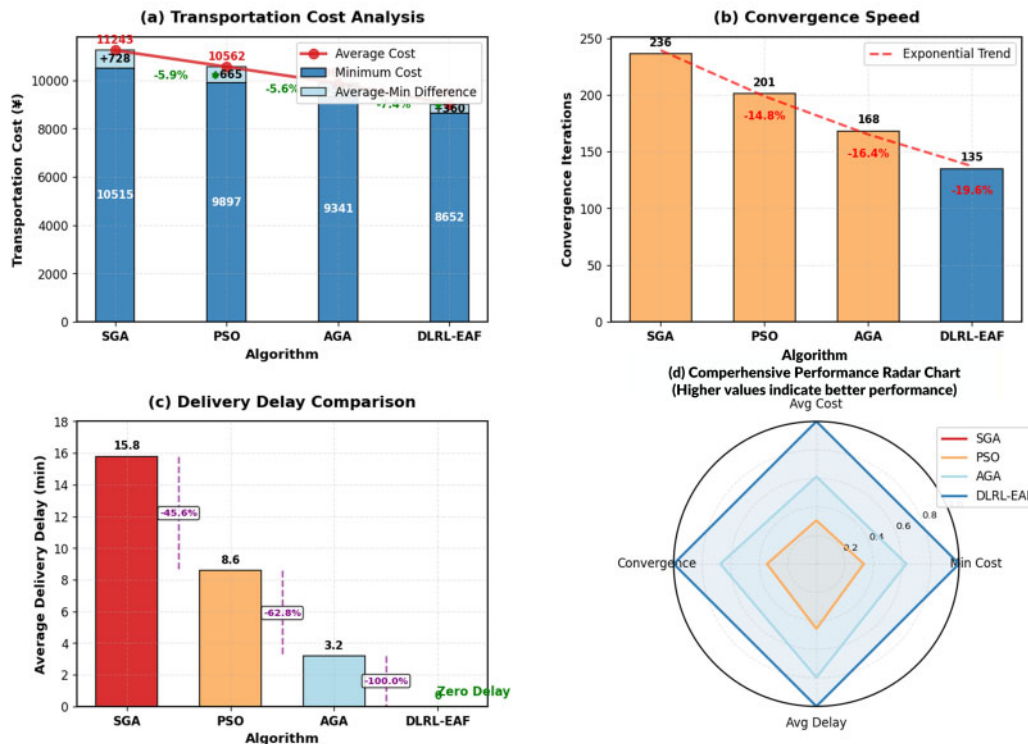 (a) Transportation Cost Analysis
11243
+728
-5.9%
10562
+665
-5.6%
-7.4%
+360
Average Cost
Minimum Cost
Average-Min Difference
10515
9897
9341
8652
Transportation Cost (¥)
10000
8000
6000
4000
2000
0
SGA PSO AGA DLRL-EAF
Algorithm
(b) Convergence Speed
236
201
-14.8%
168
-16.4%
135
-19.6%
Exponential Trend
Convergence Iterations
250
200
150
100
50
0
SGA PSO AGA DLRL-EAF
Algorithm
(c) Delivery Delay Comparison
15.8
-45.6%
8.6
-62.8%
3.2
-100.0%
Zero Delay
Average Delivery Delay (min)
18
16
14
12
10
8
6
4
2
0
SGA PSO AGA DLRL-EAF
Algorithm
(d) Comperhensive Performance Radar Chart
(Higher values indicate better performance)
Avg Cost
SGA
PSO
AGA
DLRL-EAF
0.8
0.6
0.4
0.2
Convergence
Min Cost
Avg Delay